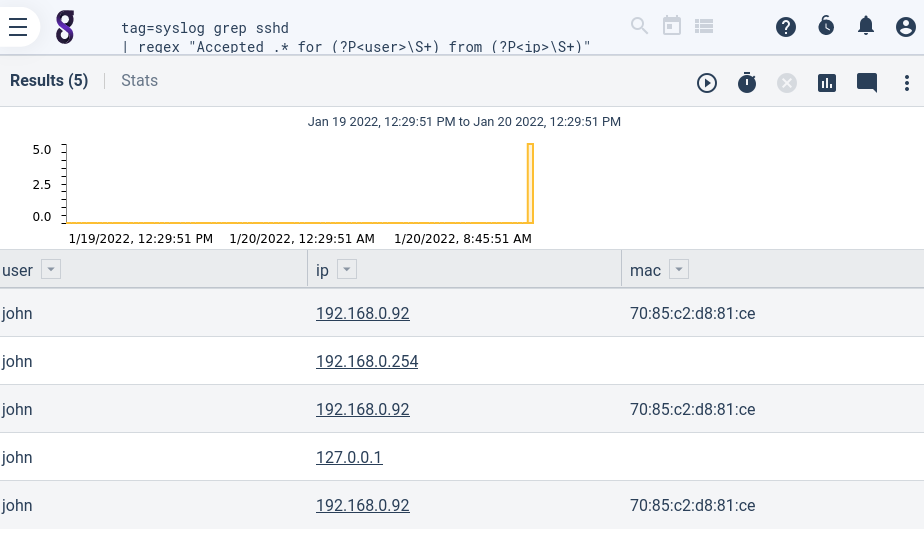 tag=syslog grep sshd
| regex "Accepted .* for (?P<user>\S+) from (?P<ip>\S+)"
Results (5)
Stats
Jan 19 2022, 12:29:51 PM to Jan 20 2022, 12:29:51 PM
5.0
2.5
0.0
1/19/2022, 12:29:51 PM 1/20/2022, 12:29:51 AM 1/20/2022, 8:45:51 AM
user ip mac
john 192.168.0.92 70:85:c2:d8:81:ce
john 192.168.0.254
john 192.168.0.92 70:85:c2:d8:81:ce
john 127.0.0.1
john 192.168.0.92 70:85:c2:d8:81:ce